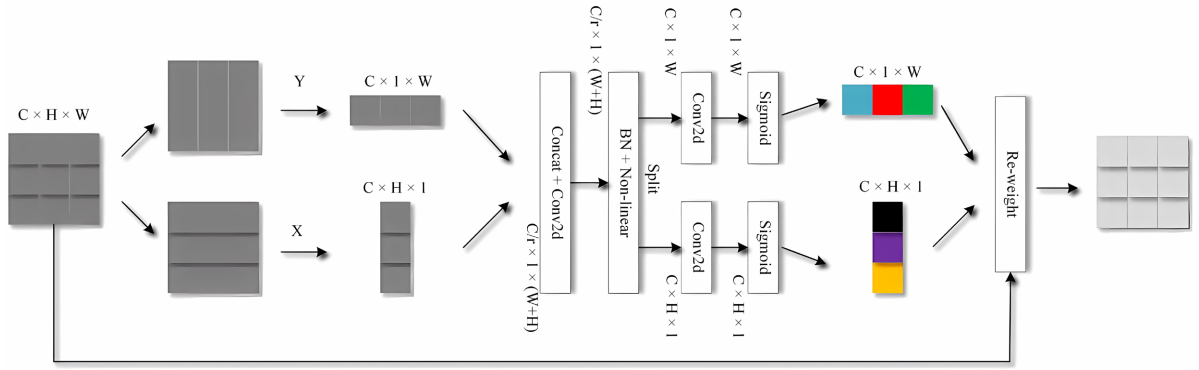 C × H × W
Y
C × 1 × W
X
C × H × 1
Concat + Conv2d
C/r × 1 × (W+H)
C/r × 1 × (W+H)
BN + Non-linear
Split
C × 1 × W
Conv2d
C × 1 × W
Sigmoid
Conv2d
C × H × 1
Sigmoid
C × H × 1
C × 1 × W
C × H × 1
Re-weight